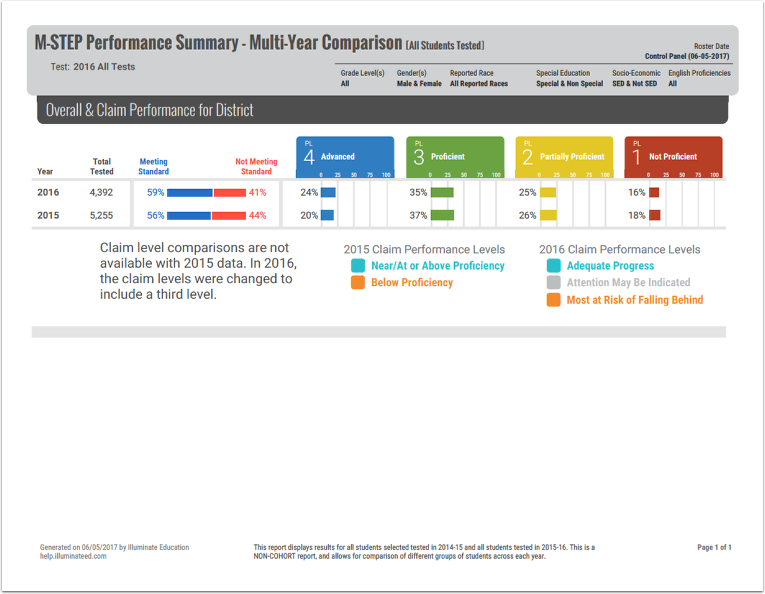 M-STEP Performance Summary - Multi-Year Comparison [All Students Tested]
Test: 2016 All Tests
Roster Date
Control Panel (06-05-2017)
Grade Level(s) Gender(s) Reported Race Special Education Socio-Economic English Proficiencies
All Male & Female All Reported Races Special & Non Special SED & Not SED All
Overall & Claim Performance for District
Year Total Tested Meeting Standard Not Meeting Standard PL 4 Advanced PL 3 Proficient PL 2 Partially Proficient PL 1 Not Proficient
0 25 50 75 100 0 25 50 75 100 0 25 50 75 100 0 25 50 75 100
2016 4,392 59% 41% 24% 35% 25% 16%
2015 5,255 56% 44% 20% 37% 26% 18%
Claim level comparisons are not
available with 2015 data. In 2016,
the claim levels were changed to
include a third level.
2015 Claim Performance Levels
Near/At or Above Proficiency
Below Proficiency
2016 Claim Performance Levels
Adequate Progress
Attention May Be Indicated
Most at Risk of Falling Behind
Generated on 06/05/2017 by Illuminate Education
help.illuminateed.com
This report displays results for all students selected tested in 2014-15 and all students tested in 2015-16. This is a
NON-COHORT report, and allows for comparison of different groups of students across each year.
Page 1 of 1